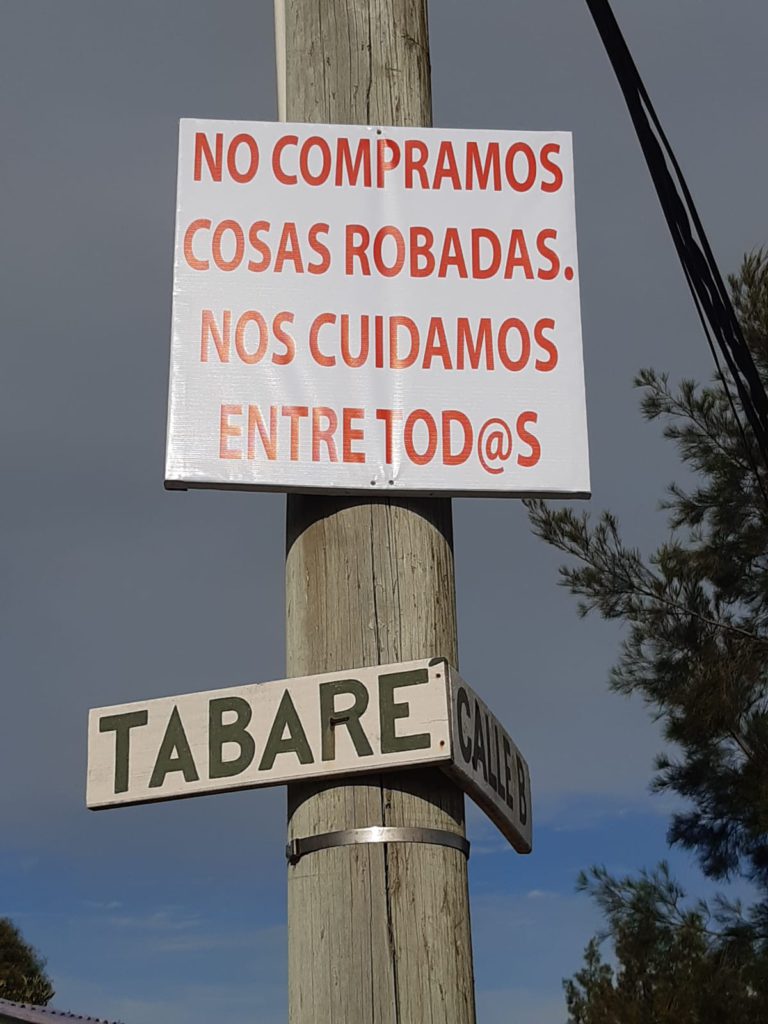 NO COMPRAMOS
COSAS ROBADAS.
NOS CUIDAMOS
ENTRE TOD@S
TABARE
CALLE B